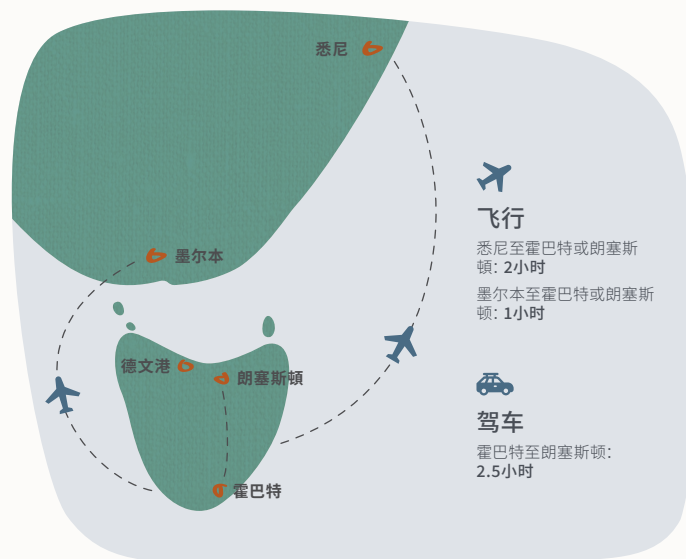 悉尼
墨尔本
德文港
朗塞斯頓
霍巴特
飞行
悉尼至霍巴特或朗塞斯
頓：2小时
墨尔本至霍巴特或朗塞斯
顿：1小时
驾车
霍巴特至朗塞斯顿：
2.5小时